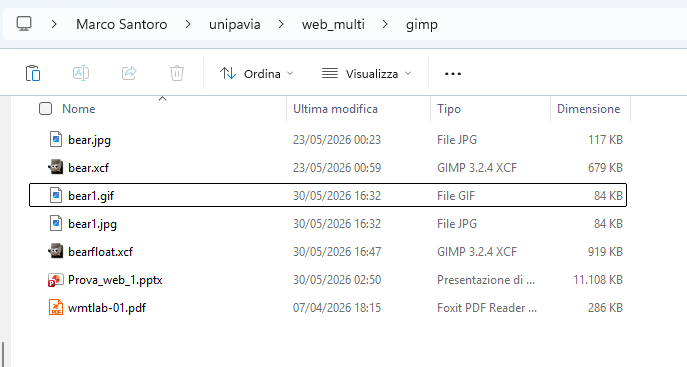 Marco Santoro > unipavia > web_multi > gimp
Ordina Visualizza ...
Nome Ultima modifica Tipo Dimensione
bear.jpg 23/05/2026 00:23 File JPG 117 KB
bear.xcf 23/05/2026 00:59 GIMP 3.2.4 XCF 679 KB
bear1.gif 30/05/2026 16:32 File GIF 84 KB
bear1.jpg 30/05/2026 16:32 File JPG 84 KB
bearfloat.xcf 30/05/2026 16:47 GIMP 3.2.4 XCF 919 KB
Prova_web_1.pptx 30/05/2026 02:50 Presentazione di ... 11.108 KB
wmtlab-01.pdf 07/04/2026 18:15 Foxit PDF Reader ... 286 KB